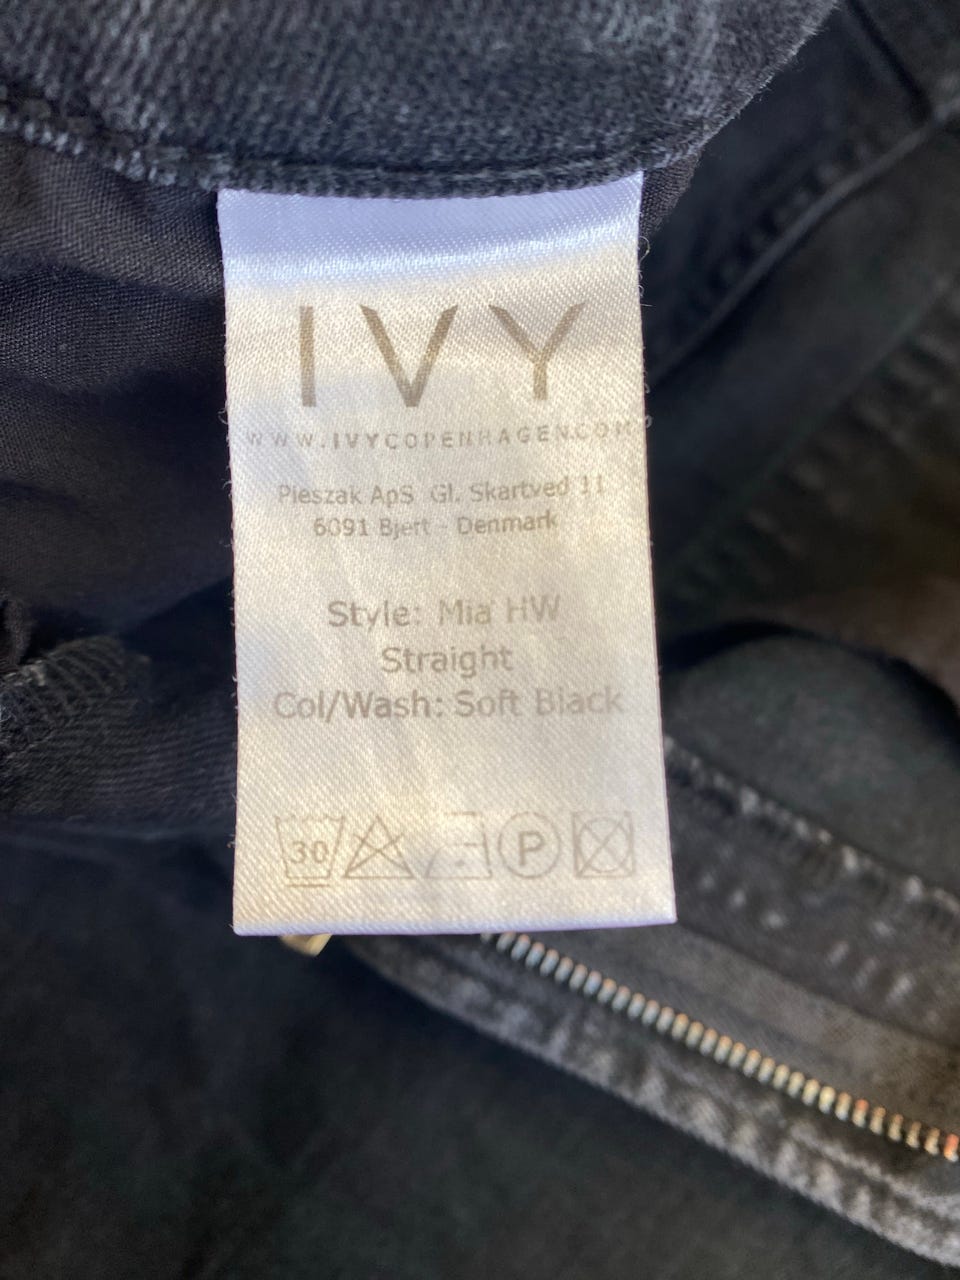 IVY
WWW.IVYCOPENHAGEN.COM
Pieszak ApS Gl. Skartved 11
6091 Bjert - Denmark
Style: Mia HW
Straight
Col/Wash: Soft Black
30 P